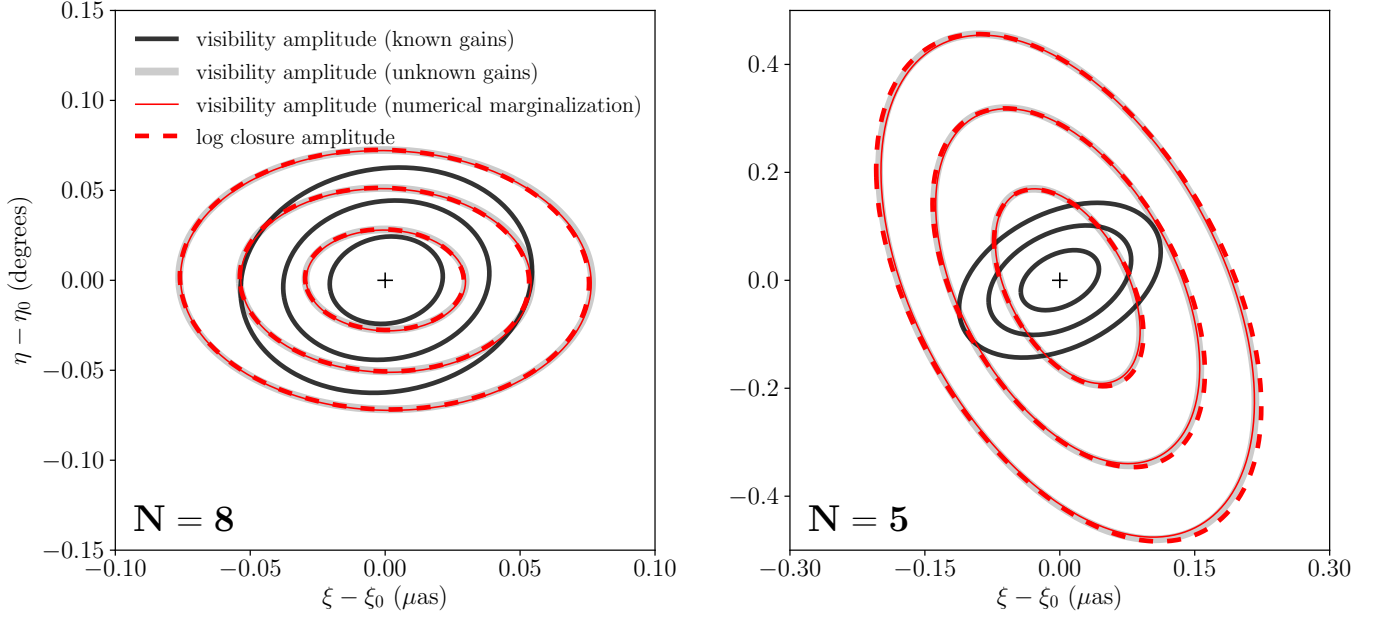 0.15
0.10
0.05
0.00
−0.05
−0.10
−0.15
η − η₀ (degrees)
visibility amplitude (known gains)
visibility amplitude (unknown gains)
visibility amplitude (numerical marginalization)
log closure amplitude
N = 8
−0.10
−0.05
0.00
0.05
0.10
ξ − ξ₀ (μas)
0.4
0.2
0.0
−0.2
−0.4
N = 5
−0.30
−0.15
0.00
0.15
0.30
ξ − ξ₀ (μas)